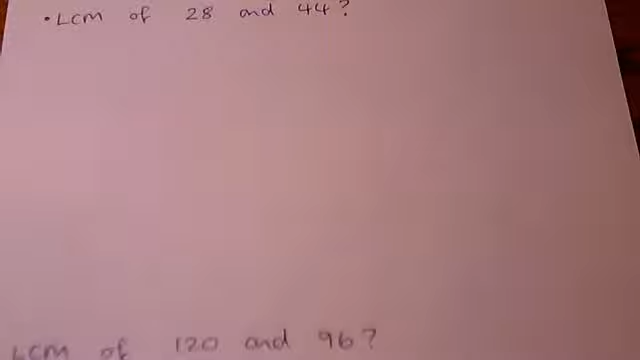 • LCM of 28 and 44?
LCM of 120 and 96?